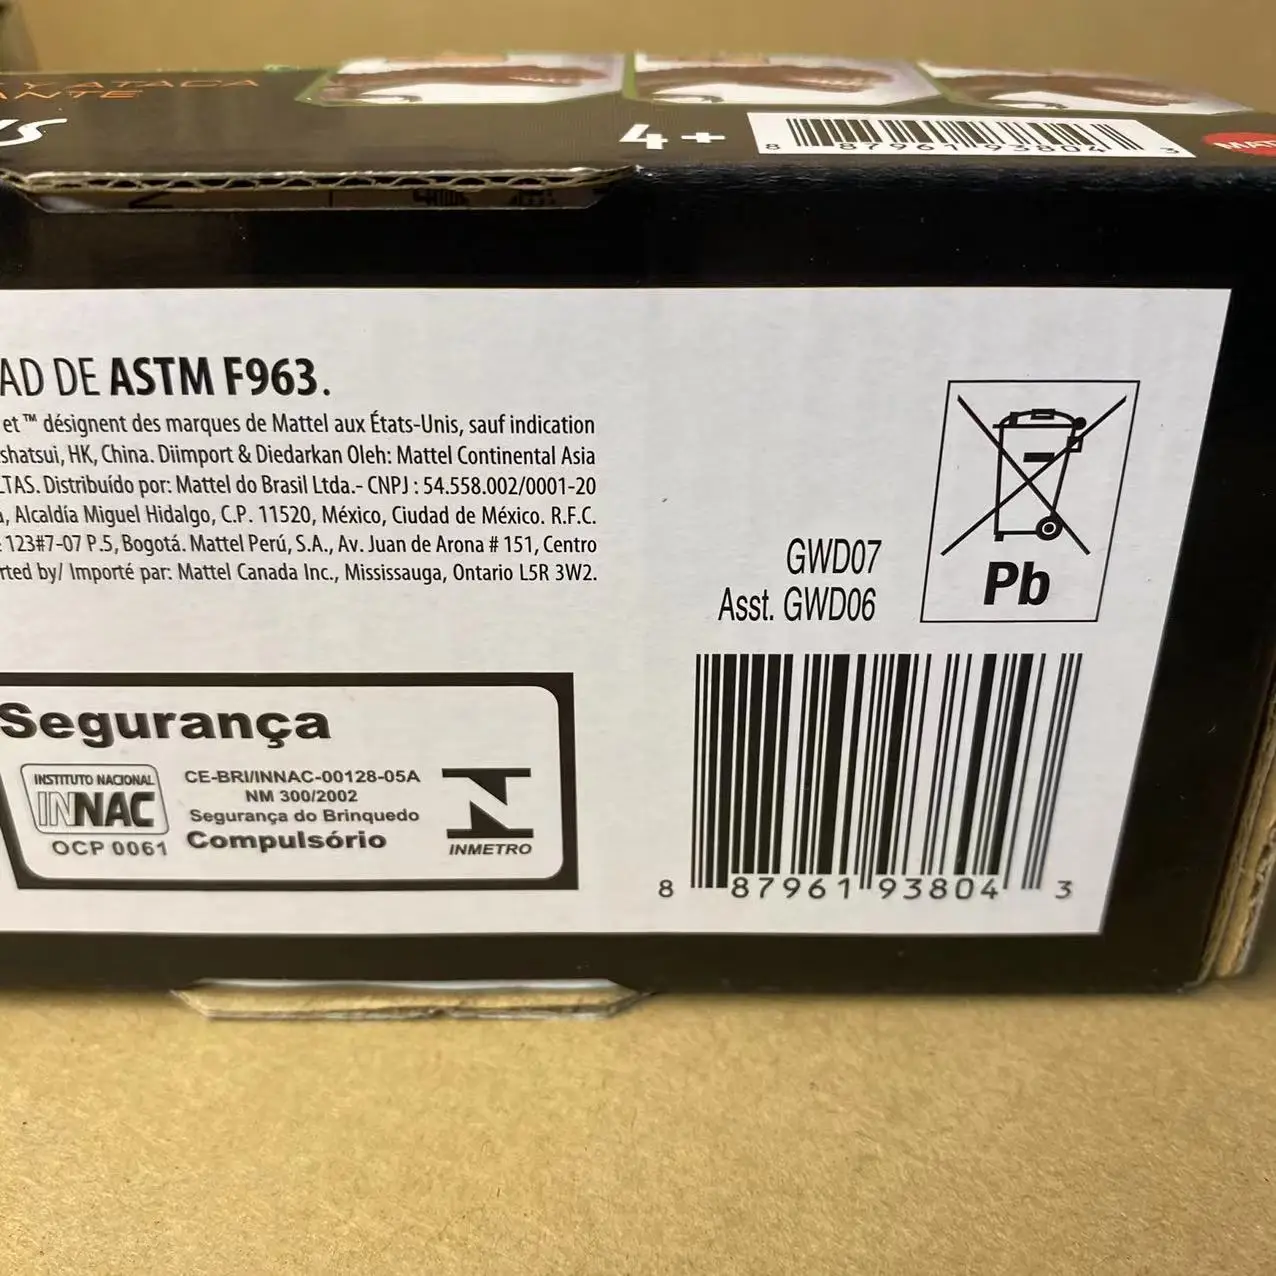 Y ATACA
ANTE
4+
8 87961 93804 3
AD DE ASTM F963.
et ™ désignent des marques de Mattel aux États-Unis, sauf indication
shatsui, HK, China. Diimport & Diedarkan Oleh: Mattel Continental Asia
LTAS. Distribuído por: Mattel do Brasil Ltda.- CNPJ : 54.558.002/0001-20
, Alcaldía Miguel Hidalgo, C.P. 11520, México, Ciudad de México. R.F.C.
123#7-07 P.5, Bogotá. Mattel Perú, S.A., Av. Juan de Arona # 151, Centro
rted by/ Importé par: Mattel Canada Inc., Mississauga, Ontario L5R 3W2.
GWD07
Asst. GWD06
Pb
Segurança
INSTITUTO NACIONAL
INNAC
OCP 0061
CE-BRI/INNAC-00128-05A
NM 300/2002
Segurança do Brinquedo
Compulsório
INMETRO
8 87961 93804 3